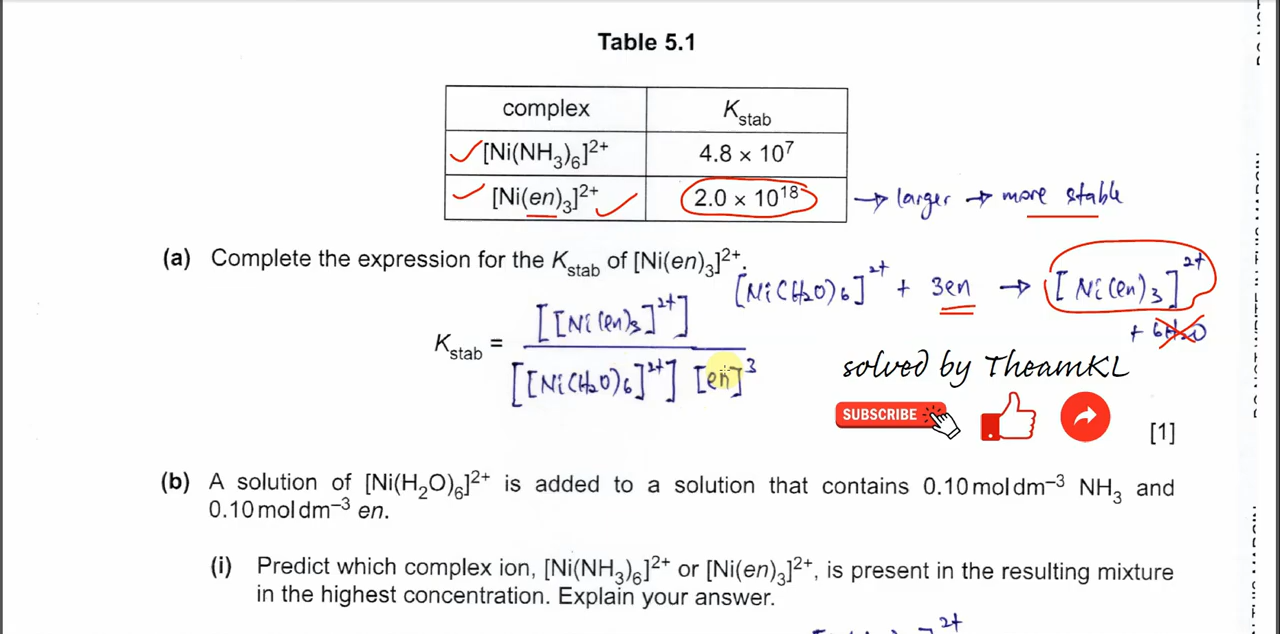 Table 5.1
complex K_stab
[Ni(NH₃)₆]²⁺ 4.8 × 10⁷
[Ni(en)₃]²⁺ 2.0 × 10¹⁸ → larger → more stable
(a) Complete the expression for the K_stab of [Ni(en)₃]²⁺.
[Ni(H₂O)₆]²⁺ + 3en → [Ni(en)₃]²⁺
+ 6H₂O
[[Ni(en)₃]²⁺]
K_stab =
[[Ni(H₂O)₆]²⁺] [en]³
solved by TheamKL
SUBSCRIBE
[1]
(b) A solution of [Ni(H₂O)₆]²⁺ is added to a solution that contains 0.10 mol dm⁻³ NH₃ and
0.10 mol dm⁻³ en.
(i) Predict which complex ion, [Ni(NH₃)₆]²⁺ or [Ni(en)₃]²⁺, is present in the resulting mixture
in the highest concentration. Explain your answer.